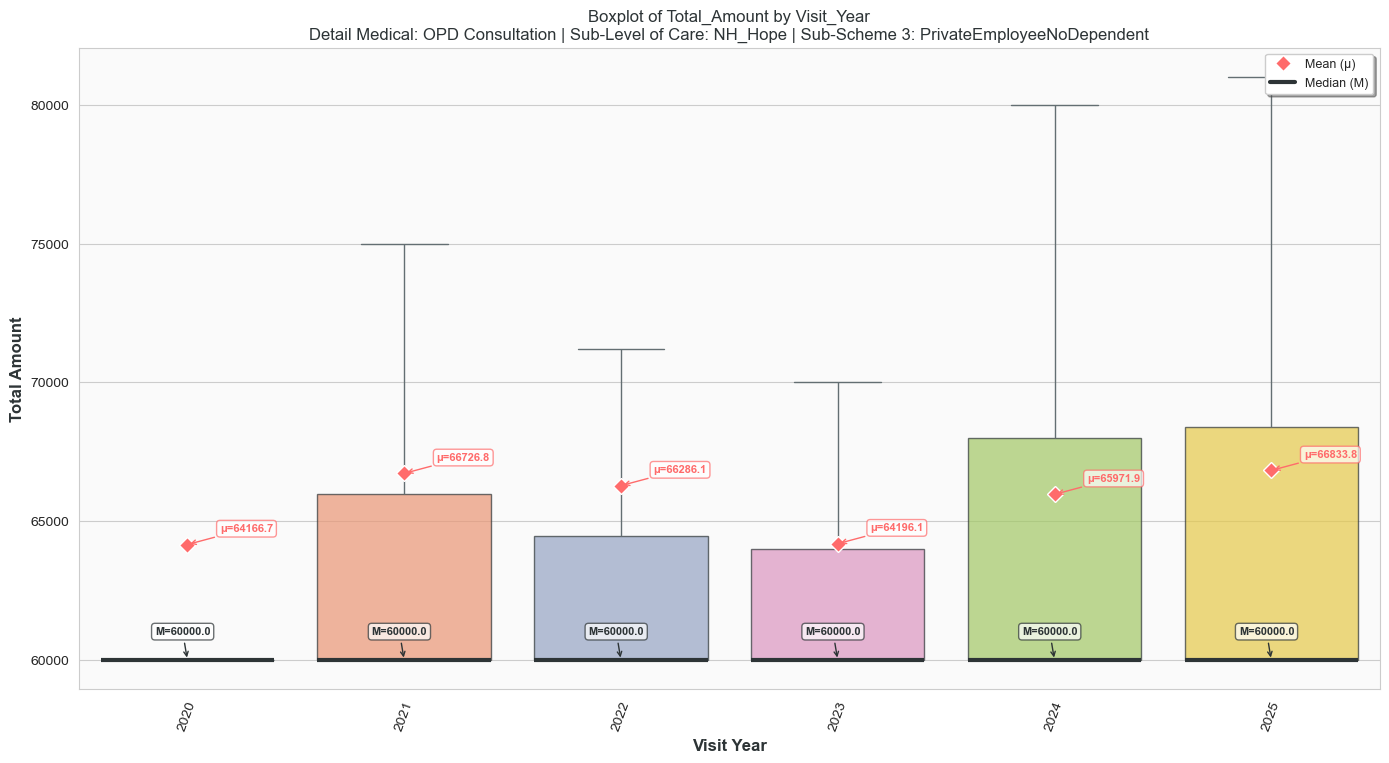 Boxplot of Total_Amount by Visit_Year
Detail Medical: OPD Consultation | Sub-Level of Care: NH_Hope | Sub-Scheme 3: PrivateEmployeeNoDependent
Mean (μ)
Median (M)
Total Amount
80000
75000
70000
65000
60000
μ=64166.7
μ=66726.8
μ=66286.1
μ=64196.1
μ=65971.9
μ=66833.8
M=60000.0
M=60000.0
M=60000.0
M=60000.0
M=60000.0
M=60000.0
2020
2021
2022
2023
2024
2025
Visit Year